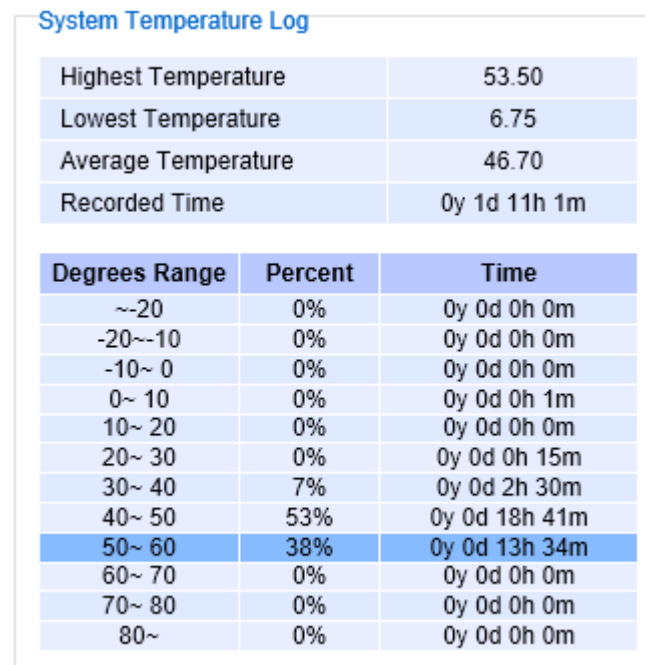 System Temperature Log
Highest Temperature 53.50
Lowest Temperature 6.75
Average Temperature 46.70
Recorded Time 0y 1d 11h 1m
Degrees Range Percent Time
~-20 0% 0y 0d 0h 0m
-20~-10 0% 0y 0d 0h 0m
-10~ 0 0% 0y 0d 0h 0m
0~ 10 0% 0y 0d 0h 1m
10~ 20 0% 0y 0d 0h 0m
20~ 30 0% 0y 0d 0h 15m
30~ 40 7% 0y 0d 2h 30m
40~ 50 53% 0y 0d 18h 41m
50~ 60 38% 0y 0d 13h 34m
60~ 70 0% 0y 0d 0h 0m
70~ 80 0% 0y 0d 0h 0m
80~ 0% 0y 0d 0h 0m